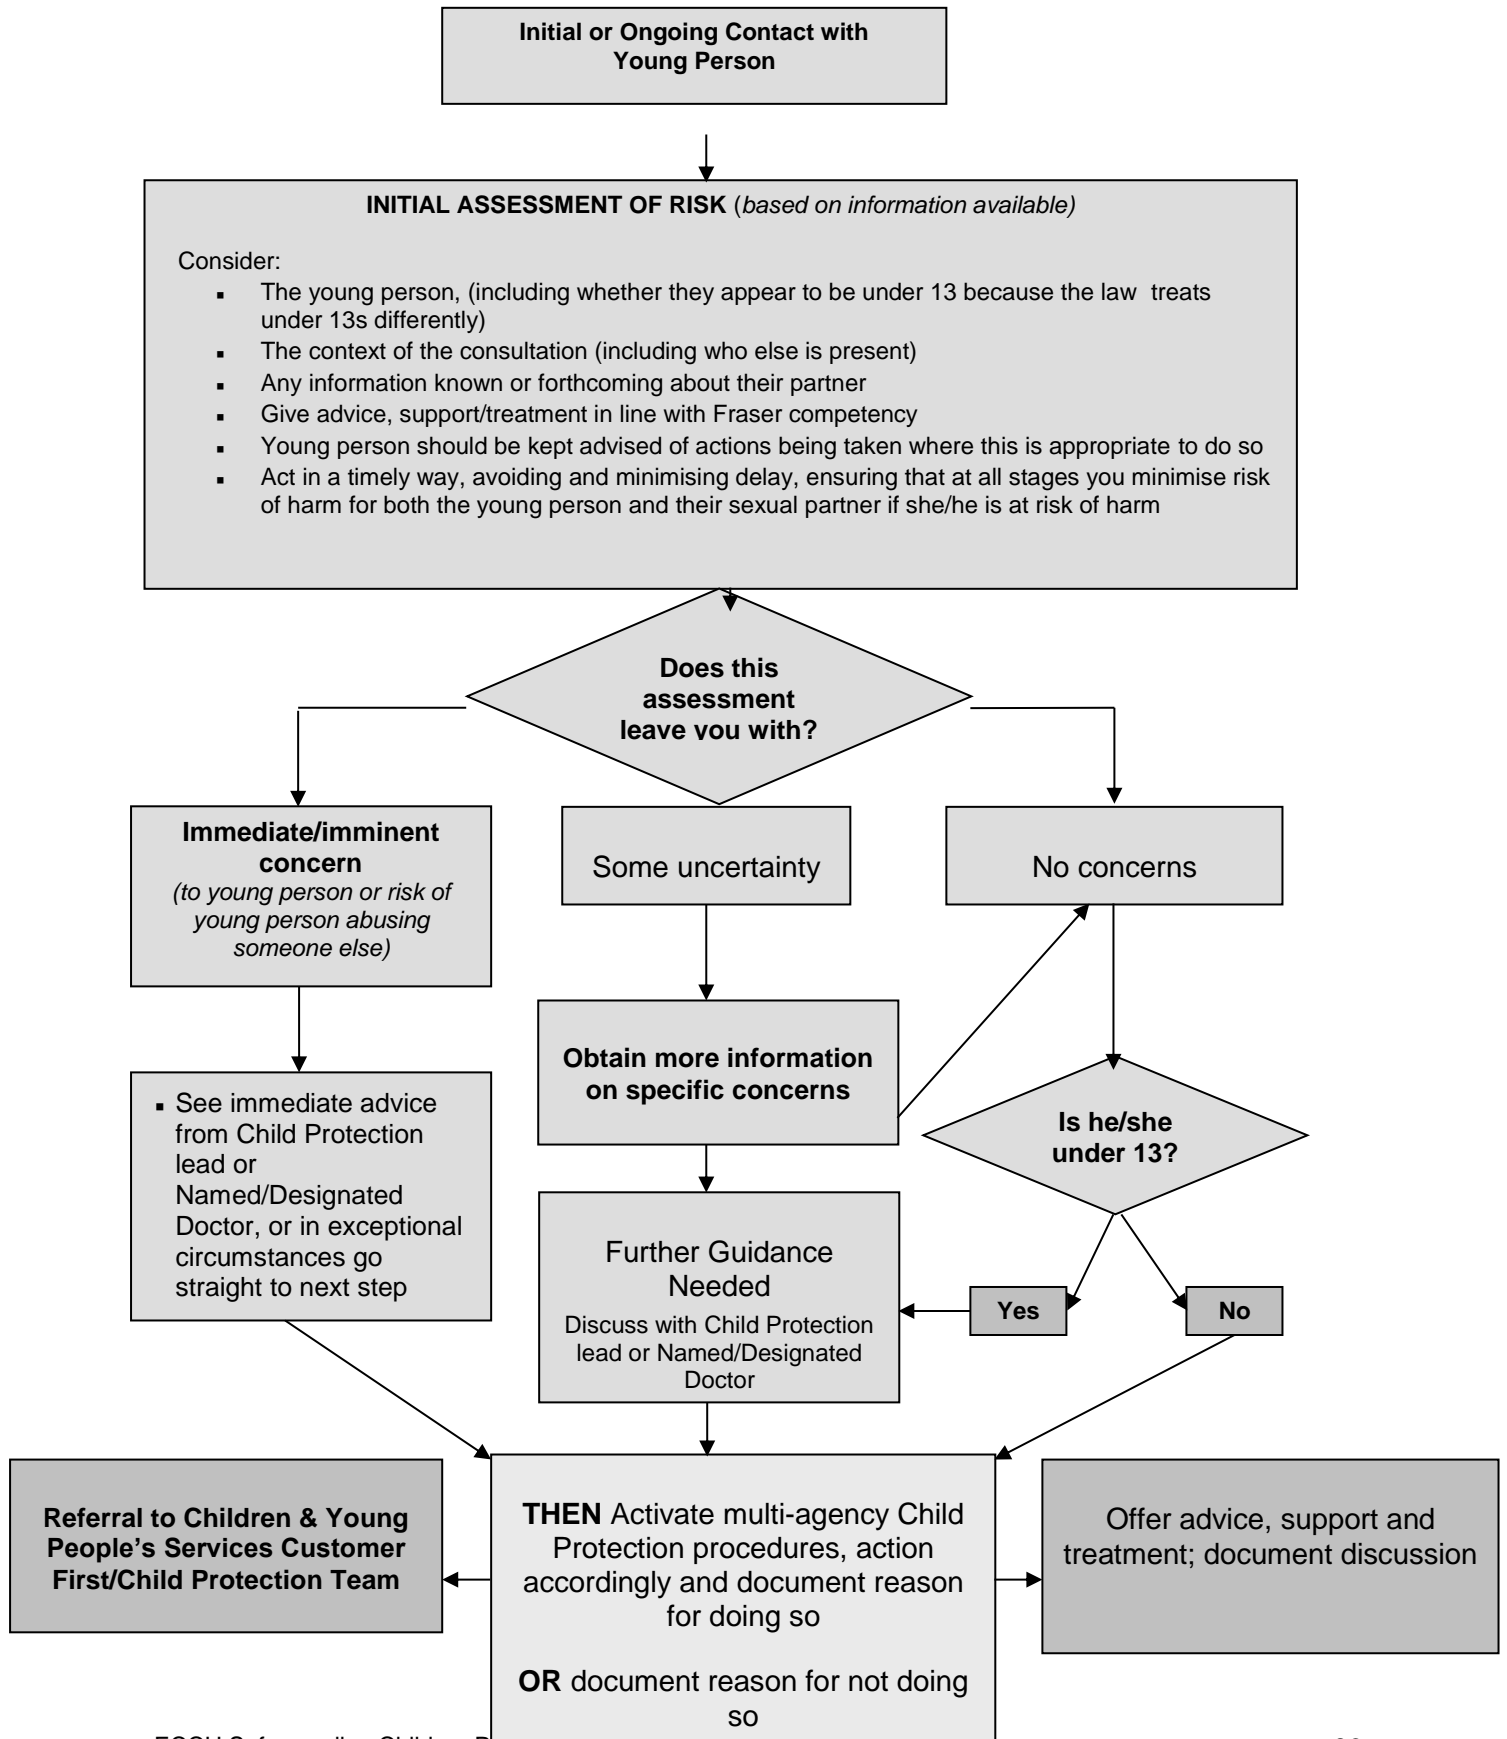 Initial or Ongoing Contact with
Young Person
INITIAL ASSESSMENT OF RISK (based on information available)
Consider:
▪ The young person, (including whether they appear to be under 13 because the law treats
under 13s differently)
▪ The context of the consultation (including who else is present)
▪ Any information known or forthcoming about their partner
▪ Give advice, support/treatment in line with Fraser competency
▪ Young person should be kept advised of actions being taken where this is appropriate to do so
▪ Act in a timely way, avoiding and minimising delay, ensuring that at all stages you minimise risk
of harm for both the young person and their sexual partner if she/he is at risk of harm
Does this
assessment
leave you with?
Immediate/imminent
concern
(to young person or risk of
young person abusing
someone else)
Some uncertainty
No concerns
Obtain more information
on specific concerns
▪ See immediate advice
from Child Protection
lead or
Named/Designated
Doctor, or in exceptional
circumstances go
straight to next step
Is he/she
under 13?
Further Guidance
Needed
Discuss with Child Protection
lead or Named/Designated
Doctor
Yes
No
Referral to Children & Young
People’s Services Customer
First/Child Protection Team
THEN Activate multi-agency Child
Protection procedures, action
accordingly and document reason
for doing so
OR document reason for not doing
so
Offer advice, support and
treatment; document discussion